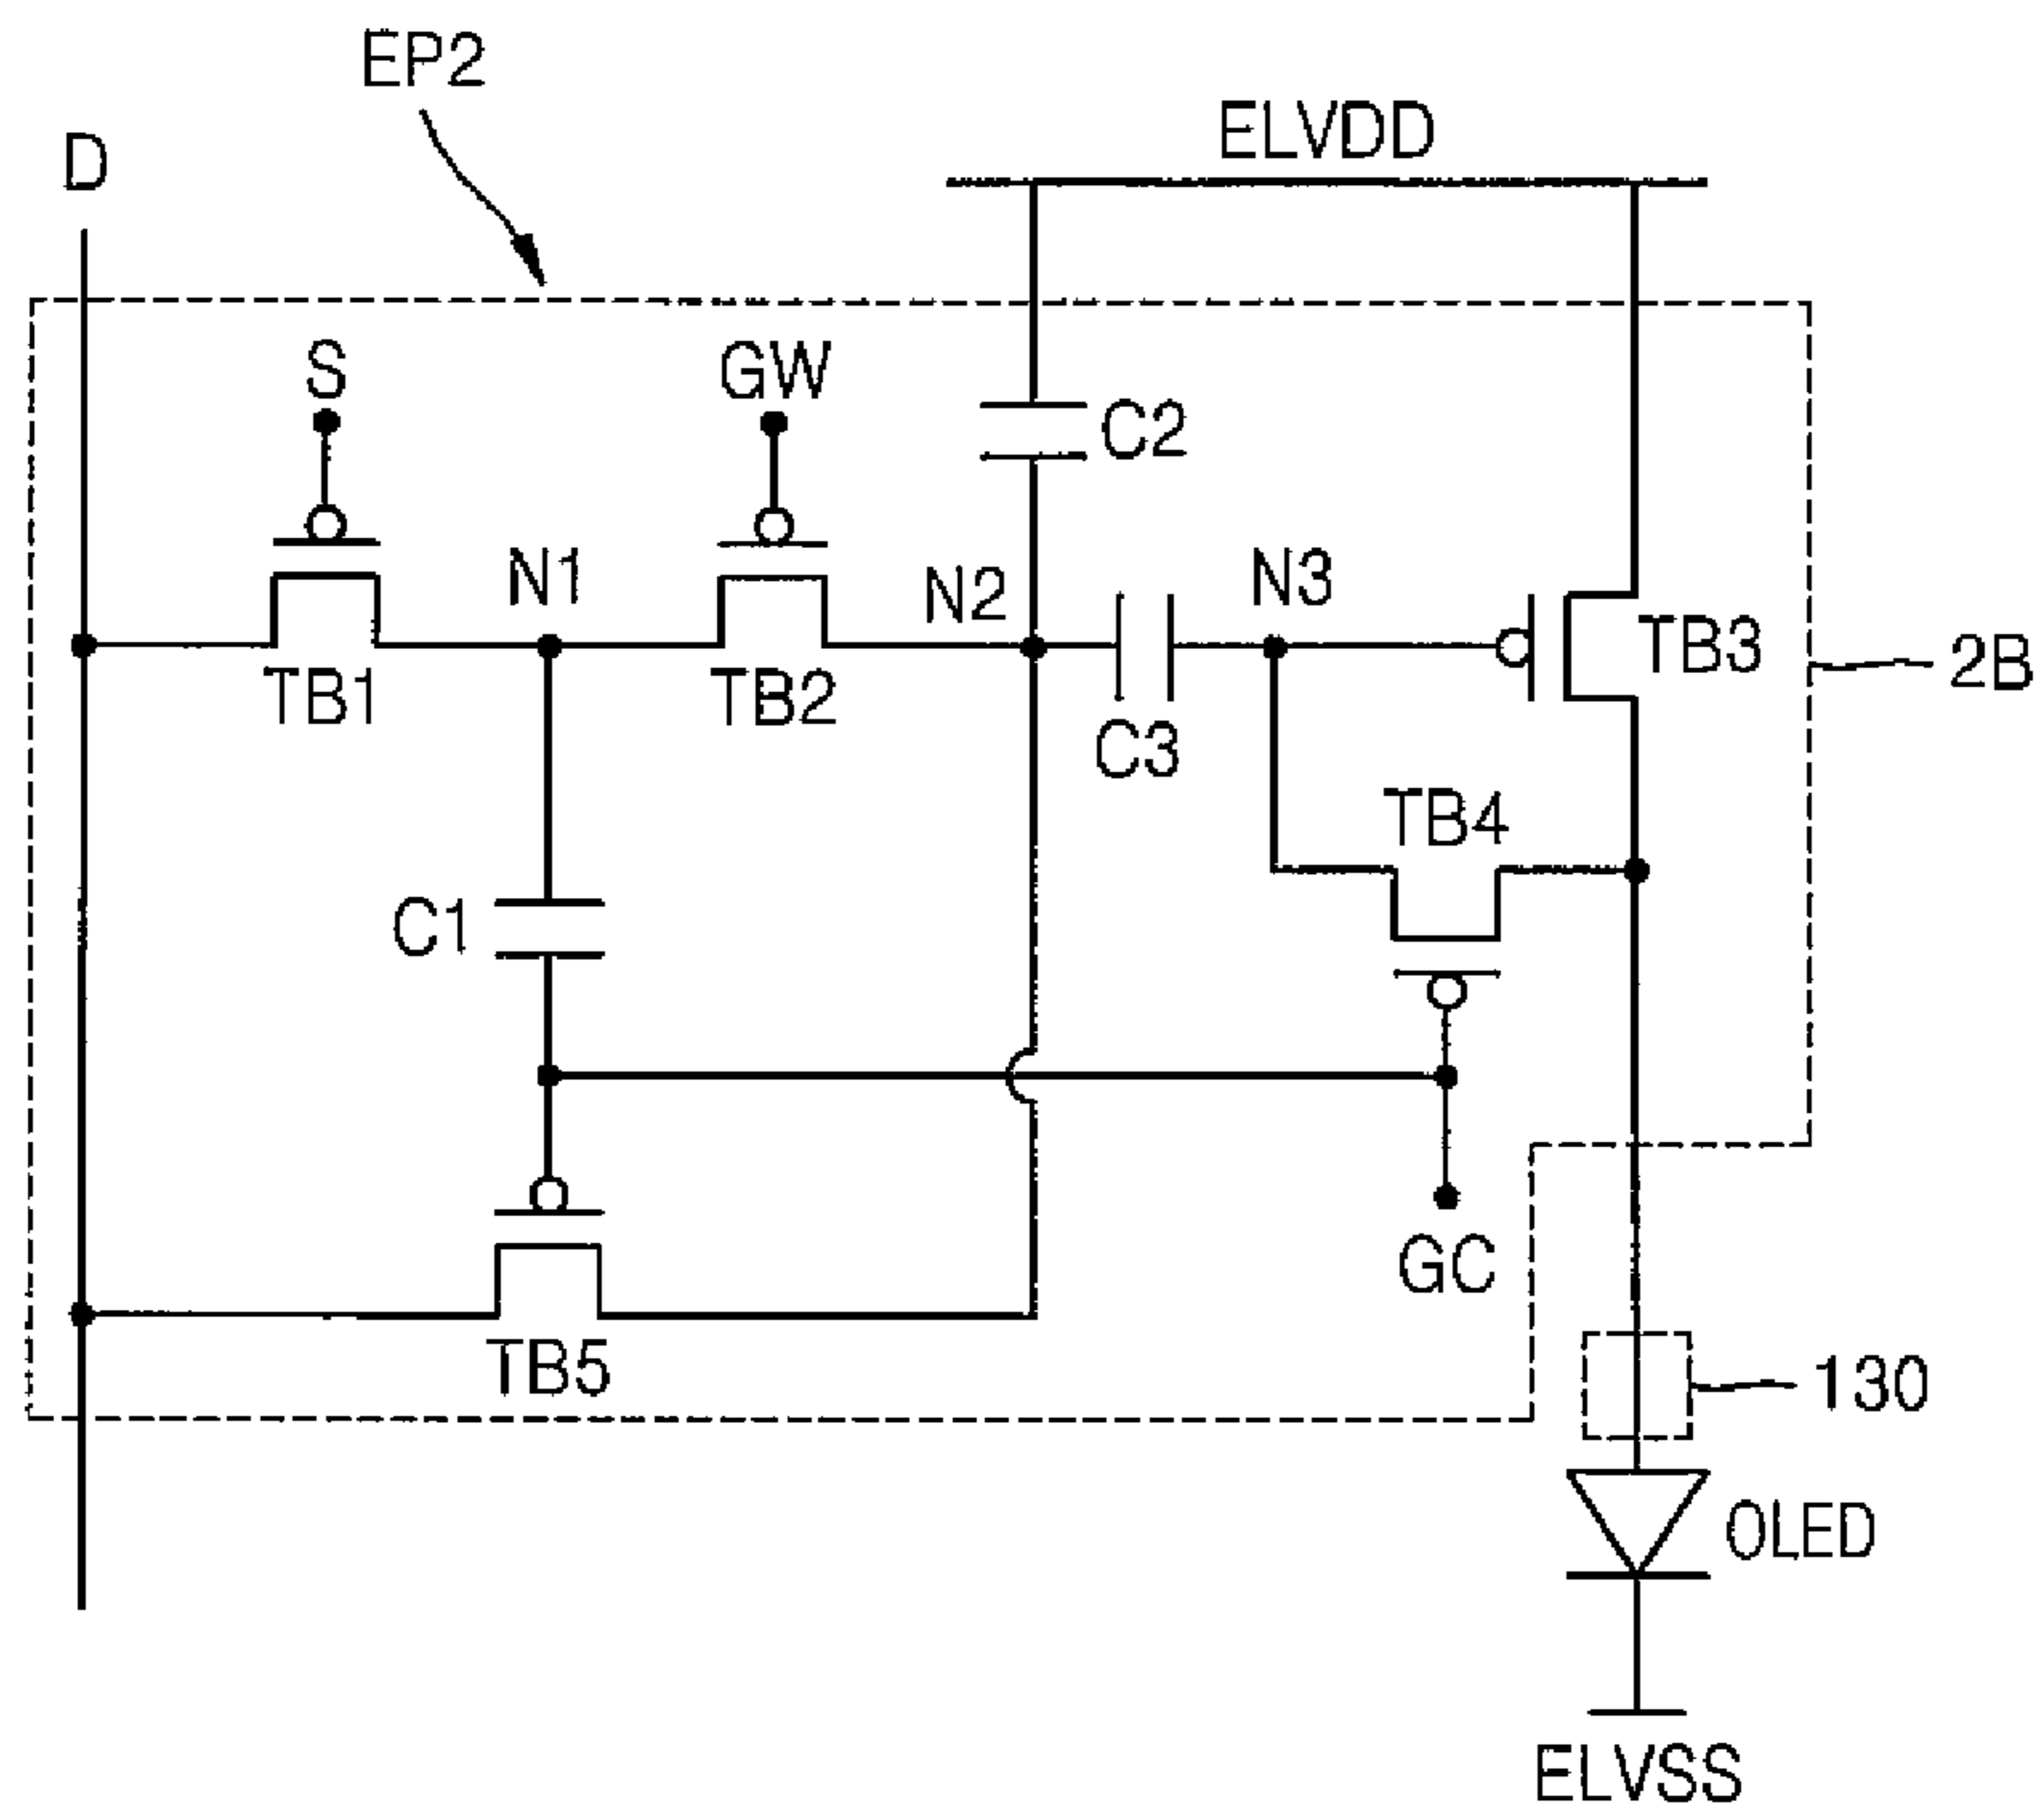 EP2
ELVDD
D
S
GW
C2
N1
N2
N3
TB1
TB2
TB3
2B
C3
TB4
C1
GC
TB5
130
OLED
ELVSS